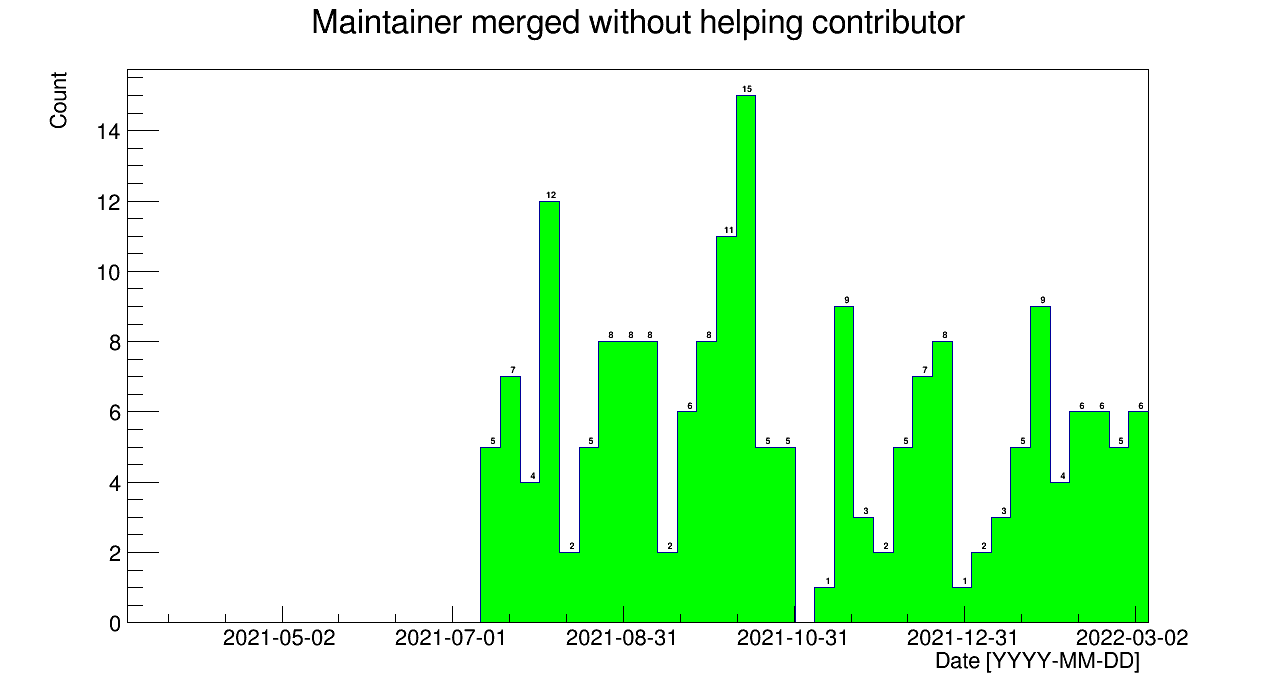 Maintainer merged without helping contributor
Count
14
12
10
8
6
4
2
0
5 7 4 12 2 5 8 8 8 2 6 8 11 15 5 5 1 9 3 2 5 7 8 1 2 3 5 9 4 6 6 5 6
2021-05-02 2021-07-01 2021-08-31 2021-10-31 2021-12-31 2022-03-02
Date [YYYY-MM-DD]